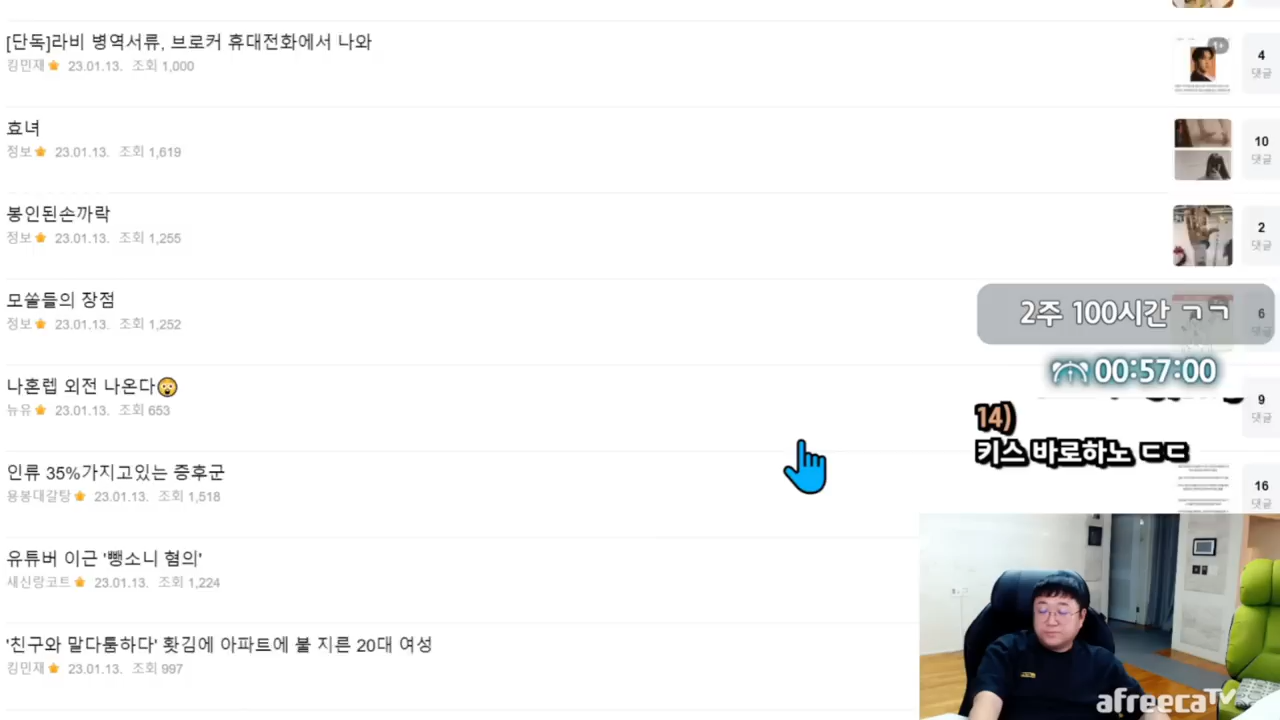 [단독]라비 병역서류, 브로커 휴대전화에서 나와
킹민재 23.01.13. 조회 1,000
1+
4
댓글
효녀
정보 23.01.13. 조회 1,619
10
댓글
봉인된손까락
정보 23.01.13. 조회 1,255
2
댓글
모쏠들의 장점
정보 23.01.13. 조회 1,252
6
댓글
2주 100시간 ㄱㄱ
00:57:00
나혼렙 외전 나온다
뉴유 23.01.13. 조회 653
9
댓글
14)
키스 바로하노 ㄷㄷ
인류 35%가지고있는 증후군
용봉대갈탕 23.01.13. 조회 1,518
16
댓글
유튜버 이근 '뺑소니 혐의'
새신랑코트 23.01.13. 조회 1,224
'친구와 말다툼하다' 홧김에 아파트에 불 지른 20대 여성
킹민재 23.01.13. 조회 997
afreecaTV